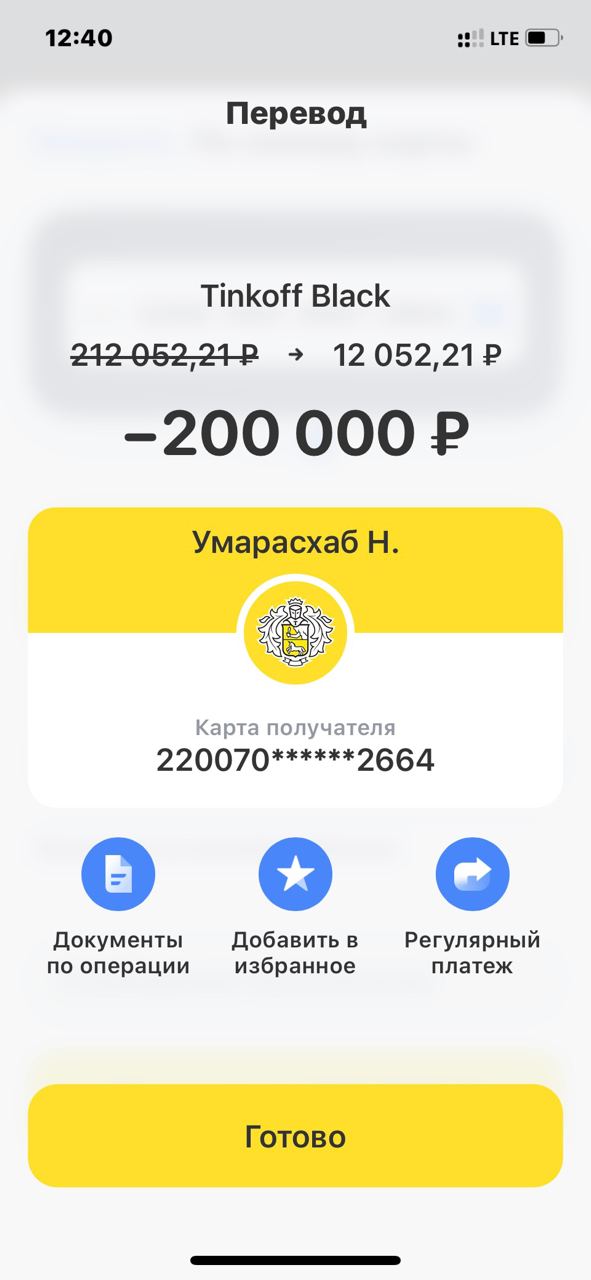 12:40
LTE
Перевод
Tinkoff Black
212 052,21 ₽ → 12 052,21 ₽
–200 000 ₽
Умарасхаб Н.
Карта получателя
220070******2664
Документы
по операции
Добавить в
избранное
Регулярный
платеж
Готово